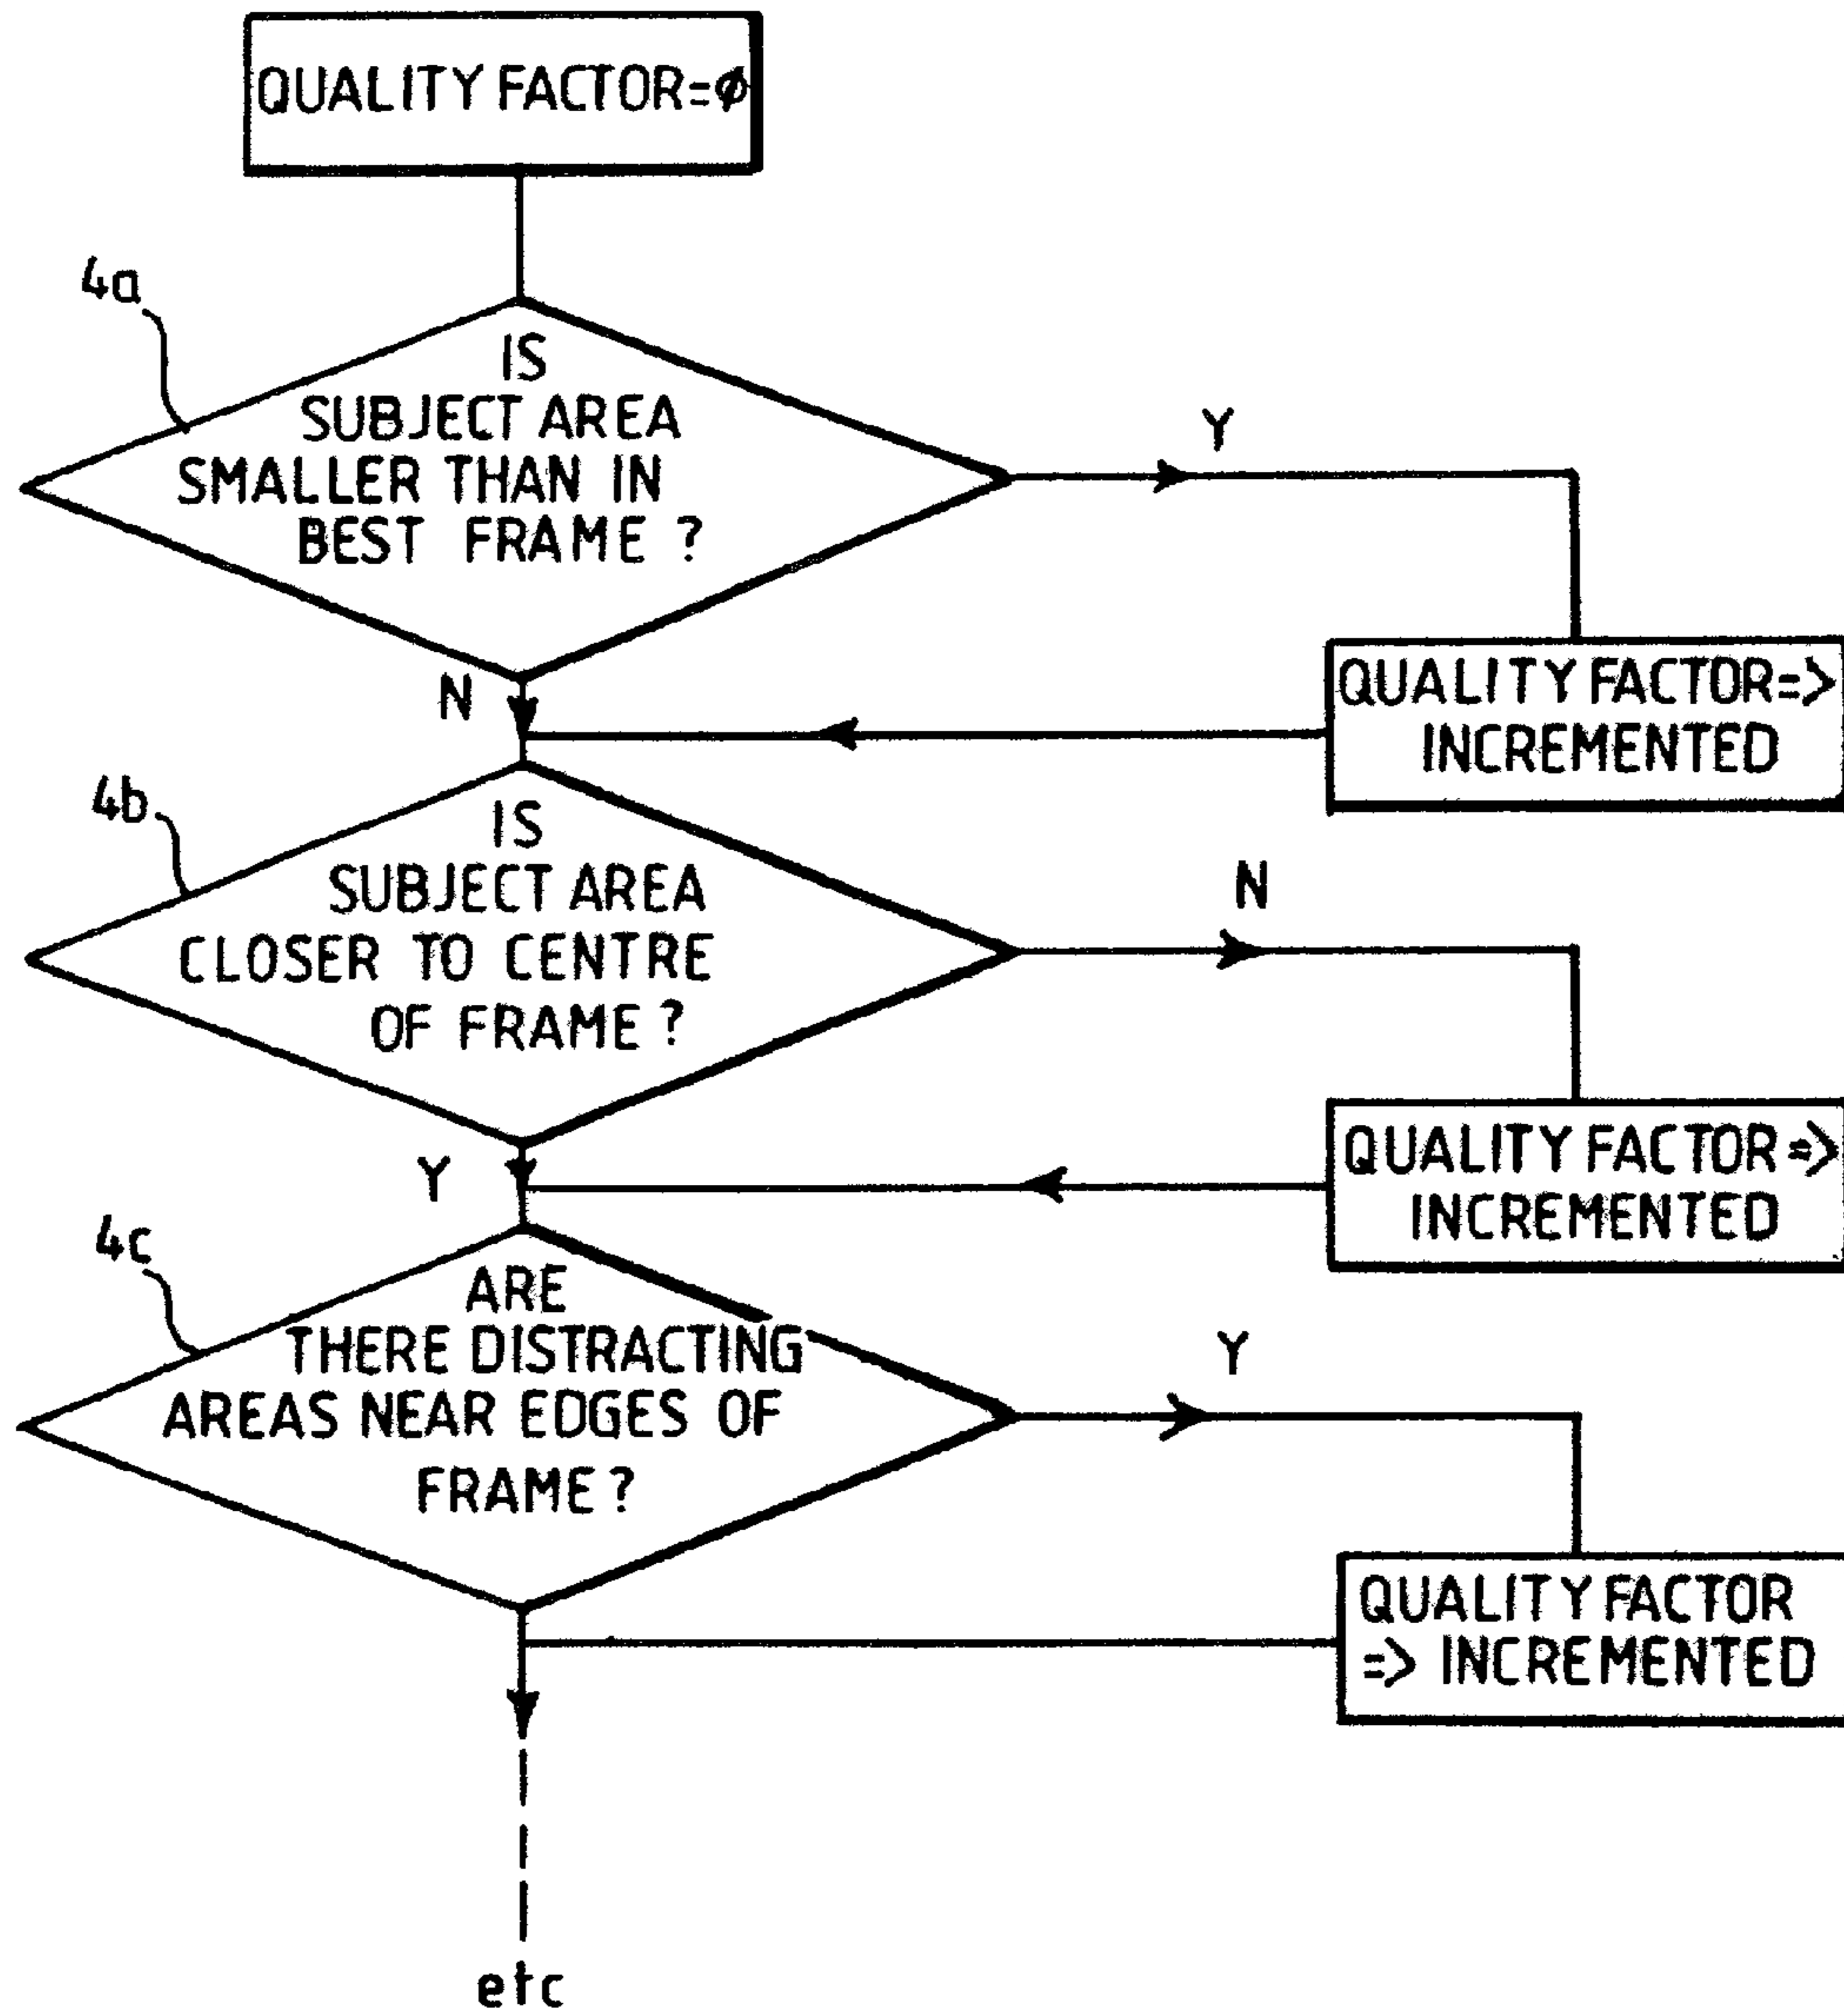 QUALITY FACTOR=Ø
4a
IS
SUBJECT AREA
SMALLER THAN IN
BEST FRAME ?
Y
N
QUALITY FACTOR=>
INCREMENTED
4b
IS
SUBJECT AREA
CLOSER TO CENTRE
OF FRAME ?
N
Y
QUALITY FACTOR =>
INCREMENTED
4c
ARE
THERE DISTRACTING
AREAS NEAR EDGES OF
FRAME ?
Y
QUALITY FACTOR
=> INCREMENTED
etc